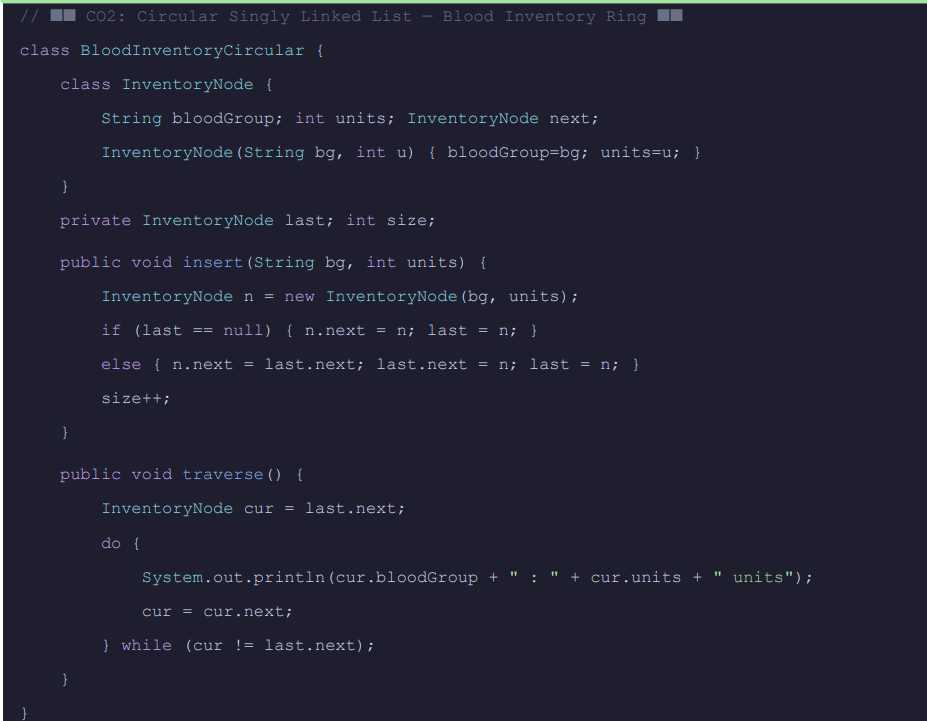 // ■■ CO2: Circular Singly Linked List — Blood Inventory Ring ■■
class BloodInventoryCircular {
    class InventoryNode {
        String bloodGroup; int units; InventoryNode next;
        InventoryNode(String bg, int u) { bloodGroup=bg; units=u; }
    }
    private InventoryNode last; int size;
    public void insert(String bg, int units) {
        InventoryNode n = new InventoryNode(bg, units);
        if (last == null) { n.next = n; last = n; }
        else { n.next = last.next; last.next = n; last = n; }
        size++;
    }
    public void traverse() {
        InventoryNode cur = last.next;
        do {
            System.out.println(cur.bloodGroup + " : " + cur.units + " units");
            cur = cur.next;
        } while (cur != last.next);
    }
}